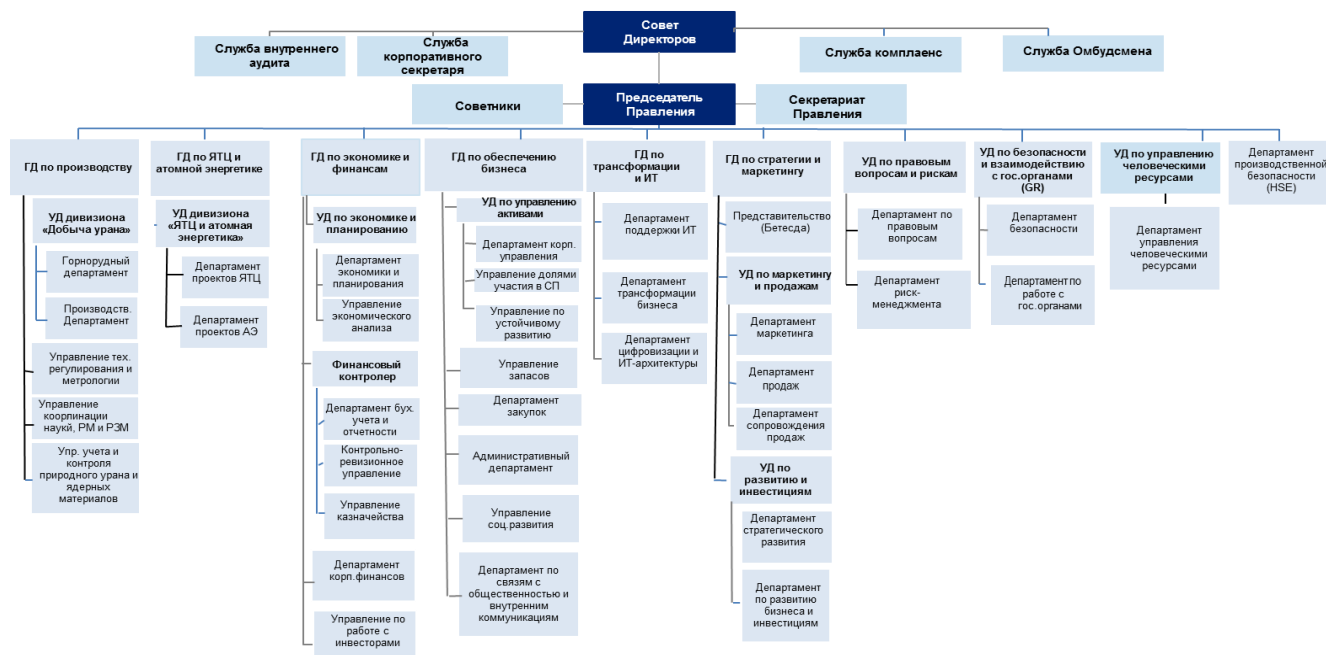 Совет
Директоров
Служба внутреннего
аудита
Служба
корпоративного
секретаря
Служба комплаенс
Служба Омбудсмена
Советники
Председатель
Правления
Секретариат
Правления
ГД по производству
УД дивизиона
«Добыча урана»
Горнорудный
департамент
Производств.
Департамент
Управление тех.
регулирования и
метрологии
Управление
коорпинации
наукй, РМ и РЗМ
Упр. учета и
контроля
природного урана и
ядерных
материалов
ГД по ЯТЦ и
атомной энергетике
УД дивизиона
«ЯТЦ и атомная
энергетика»
Департамент
проектов ЯТЦ
Департамент
проектов АЭ
ГД по экономике и
финансам
УД по экономике и
планированию
Департамент
экономики и
планирования
Управление
экономического
анализа
Финансовый
контролер
Департамент бух.
учета и
отчетности
Контрольно-
ревизионное
управление
Управление
казначейства
Департамент
корп.финансов
Управление по
работе с
инвесторами
ГД по обеспечению
бизнеса
УД по управлению
активами
Департамент корп.
управления
Управление долями
участия в СП
Управление по
устойчивому
развитию
Управление
запасов
Департамент
закупок
Административный
департамент
Управление
соц.развития
Департамент по
связям с
общественностью и
внутренним
коммуникациям
ГД по
трансформации
и ИТ
Департамент
поддержки ИТ
Департамент
трансформации
бизнеса
Департамент
цифровизации и
ИТ-архитектуры
ГД по стратегии и
маркетингу
Представительство
(Бетесда)
УД по маркетингу
и продажам
Департамент
маркетинга
Департамент
продаж
Департамент
сопровождения
продаж
УД по
развитию и
инвестициям
Департамент
стратегического
развития
Департамент
по развитию
бизнеса и
инвестициям
УД по правовым
вопросам и рискам
Департамент по
правовым
вопросам
Департамент
риск-
менеджмента
УД по безопасности
и взаимодействию
с гос.органами
(GR)
Департамент
безопасности
Департамент по
работе с
гос.органами
УД по управлению
человеческими
ресурсами
Департамент
управления
человеческими
ресурсами
Департамент
производственной
безопасности
(HSE)